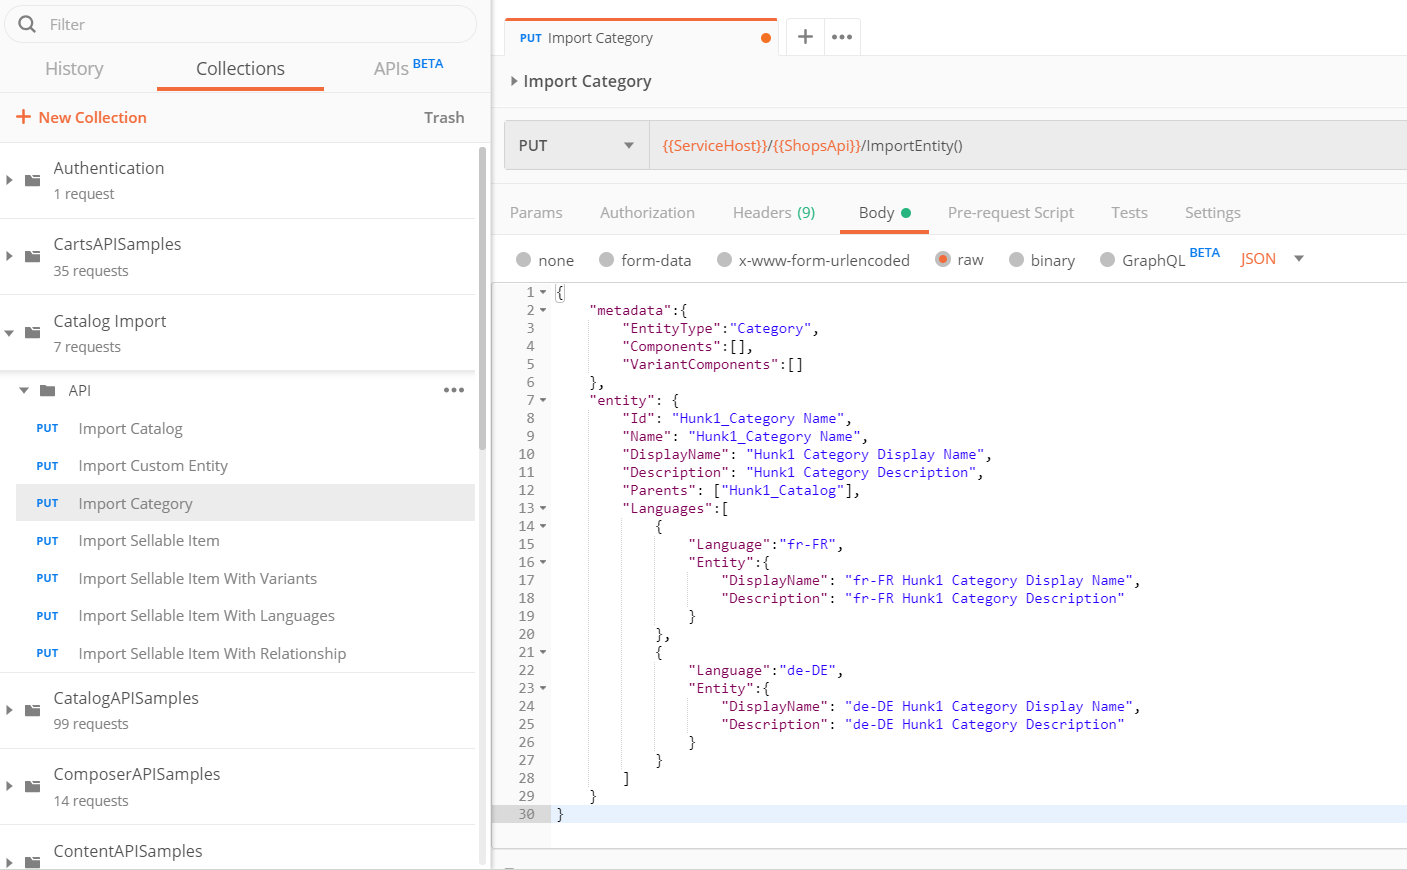 Filter
History Collections APIs BETA
+ New Collection Trash
Authentication
1 request
CartsAPISamples
35 requests
Catalog Import
7 requests
API
PUT Import Catalog
PUT Import Custom Entity
PUT Import Category
PUT Import Sellable Item
PUT Import Sellable Item With Variants
PUT Import Sellable Item With Languages
PUT Import Sellable Item With Relationship
CatalogAPISamples
99 requests
ComposerAPISamples
14 requests
ContentAPISamples
PUT Import Category
Import Category
PUT {{ServiceHost}}/{{ShopsApi}}/ImportEntity()
Params Authorization Headers (9) Body Pre-request Script Tests Settings
none form-data x-www-form-urlencoded raw binary GraphQL BETA JSON
1 {
2 "metadata":{
3 "EntityType":"Category",
4 "Components":[],
5 "VariantComponents":[]
6 },
7 "entity": {
8 "Id": "Hunk1_Category Name",
9 "Name": "Hunk1_Category Name",
10 "DisplayName": "Hunk1 Category Display Name",
11 "Description": "Hunk1 Category Description",
12 "Parents": ["Hunk1_Catalog"],
13 "Languages":[
14 {
15 "Language":"fr-FR",
16 "Entity":{
17 "DisplayName": "fr-FR Hunk1 Category Display Name",
18 "Description": "fr-FR Hunk1 Category Description"
19 }
20 },
21 {
22 "Language":"de-DE",
23 "Entity":{
24 "DisplayName": "de-DE Hunk1 Category Display Name",
25 "Description": "de-DE Hunk1 Category Description"
26 }
27 }
28 ]
29 }
30 }